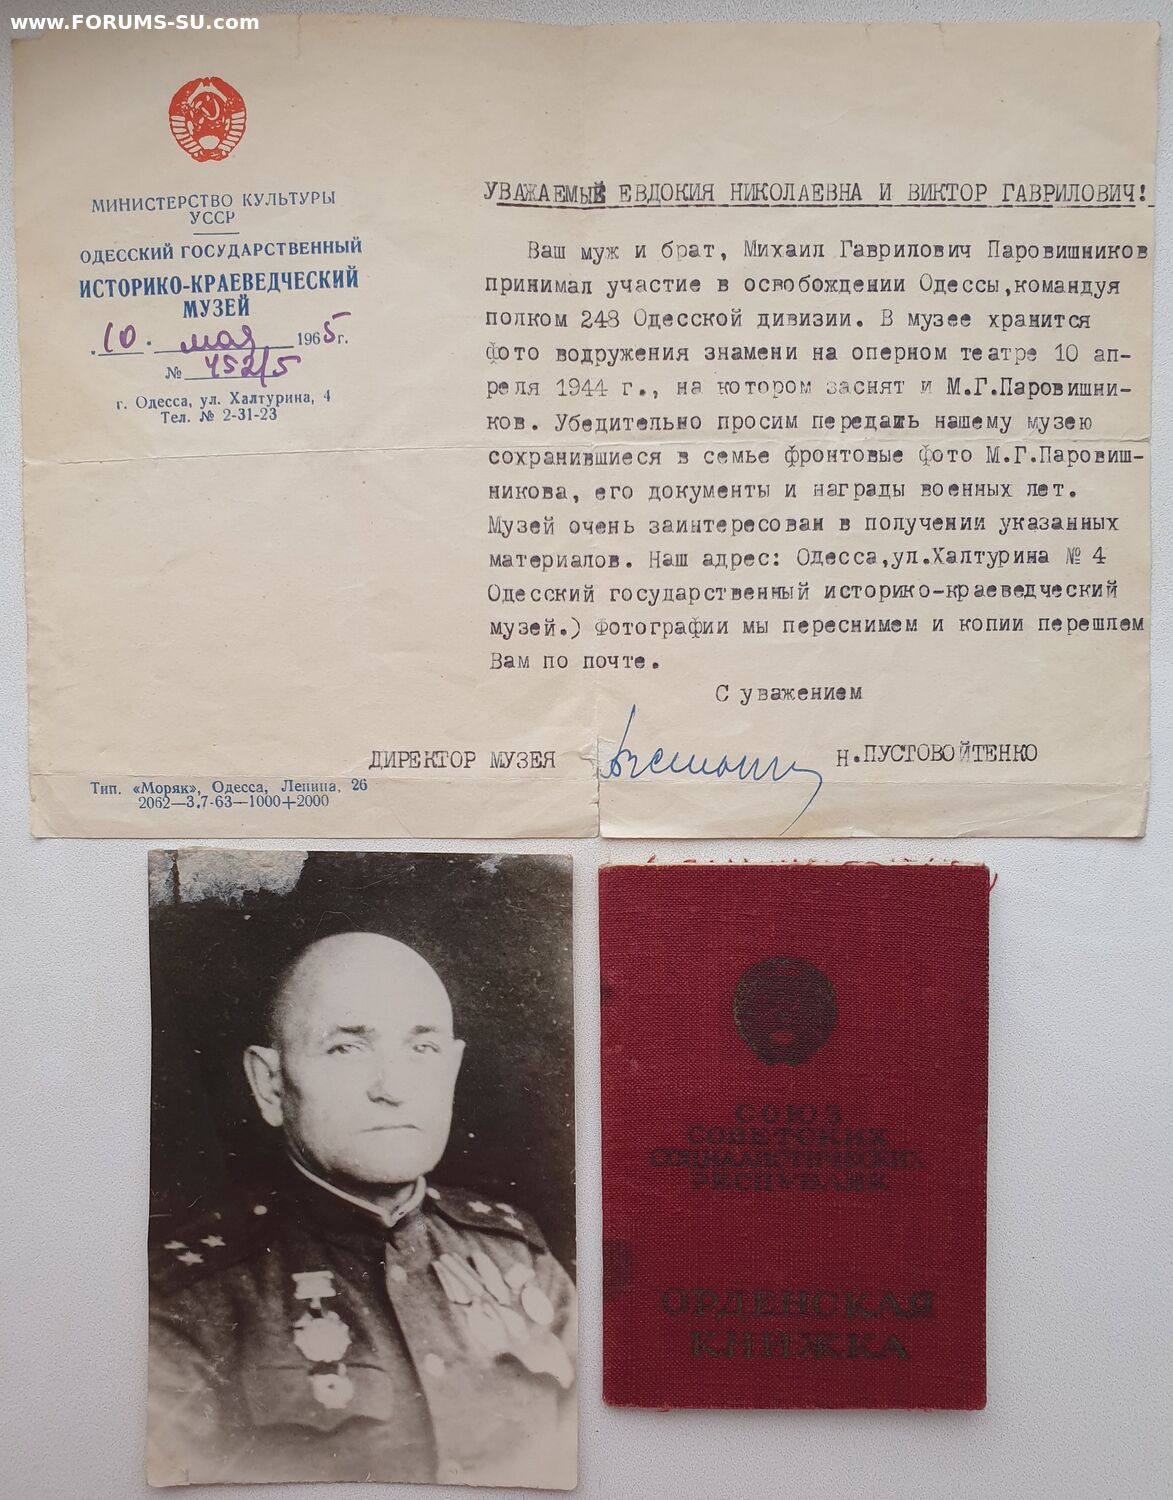 www.FORUMS-SU.com
МИНИСТЕРСТВО КУЛЬТУРЫ
УССР
ОДЕССКИЙ ГОСУДАРСТВЕННЫЙ
ИСТОРИКО-КРАЕВЕДЧЕСКИЙ
МУЗЕЙ
10. мая 1965 г.
№ 452/5
г. Одесса, ул. Халтурина, 4
Тел. № 2-31-23
УВАЖАЕМЫЙ ЕВДОКИЯ НИКОЛАЕВНА И ВИКТОР ГАВРИЛОВИЧ!
Ваш муж и брат, Михаил Гаврилович Паровишников
принимал участие в освобождении Одессы,командуя
полком 248 Одесской дивизии. В музее хранится
фото водружения знамени на оперном театре 10 ап-
реля 1944 г., на котором заснят и М.Г.Паровишни-
ков. Убедительно просим передать нашему музею
сохранившиеся в семье фронтовые фото М.Г.Паровиш-
никова, его документы и награды военных лет.
Музей очень заинтересован в получении указанных
материалов. Наш адрес: Одесса,ул.Халтурина № 4
Одесский государственный историко-краеведческий
музей.) Фотографии мы переснимем и копии перешлем
Вам по почте.
С уважением
ДИРЕКТОР МУЗЕЯ Н.ПУСТОВОЙТЕНКО
Тип. «Моряк», Одесса, Ленина, 26
2062—3.7-63—1000+2000
СОЮЗ
СОВЕТСКИХ
СОЦИАЛИСТИЧЕСКИХ
РЕСПУБЛИК
ОРДЕНСКАЯ
КНИЖКА